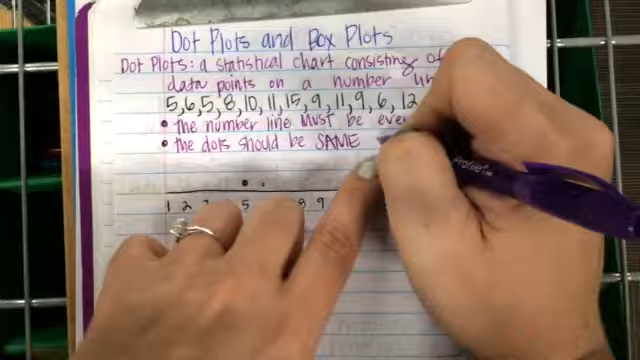 Dot Plots and Box Plots
Dot Plots: a statistical chart consisting of
data points on a number
5,6,5,8,10,11,15,9,11,9,6,12
• the number line MUST be
• the dots should be SAME
1 2 5 9
Profile